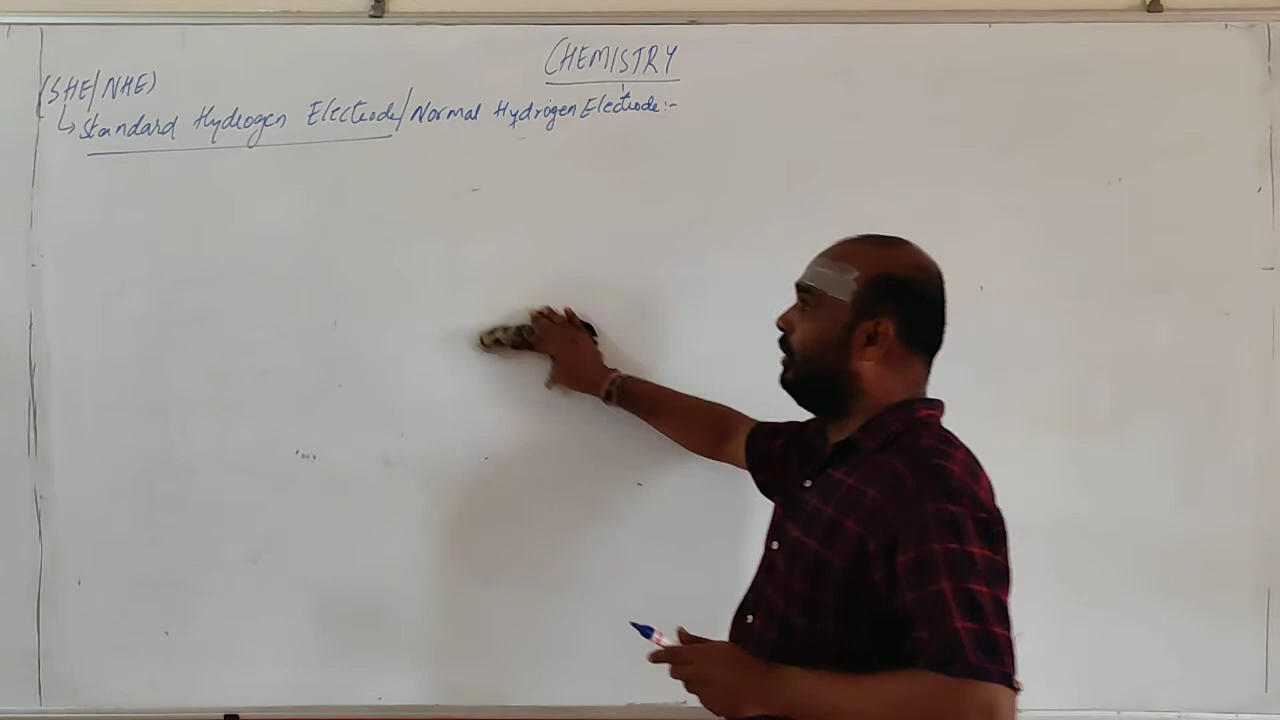 CHEMISTRY
(SHE/NHE)
↳ Standard Hydrogen Electrode/Normal Hydrogen Electrode:-